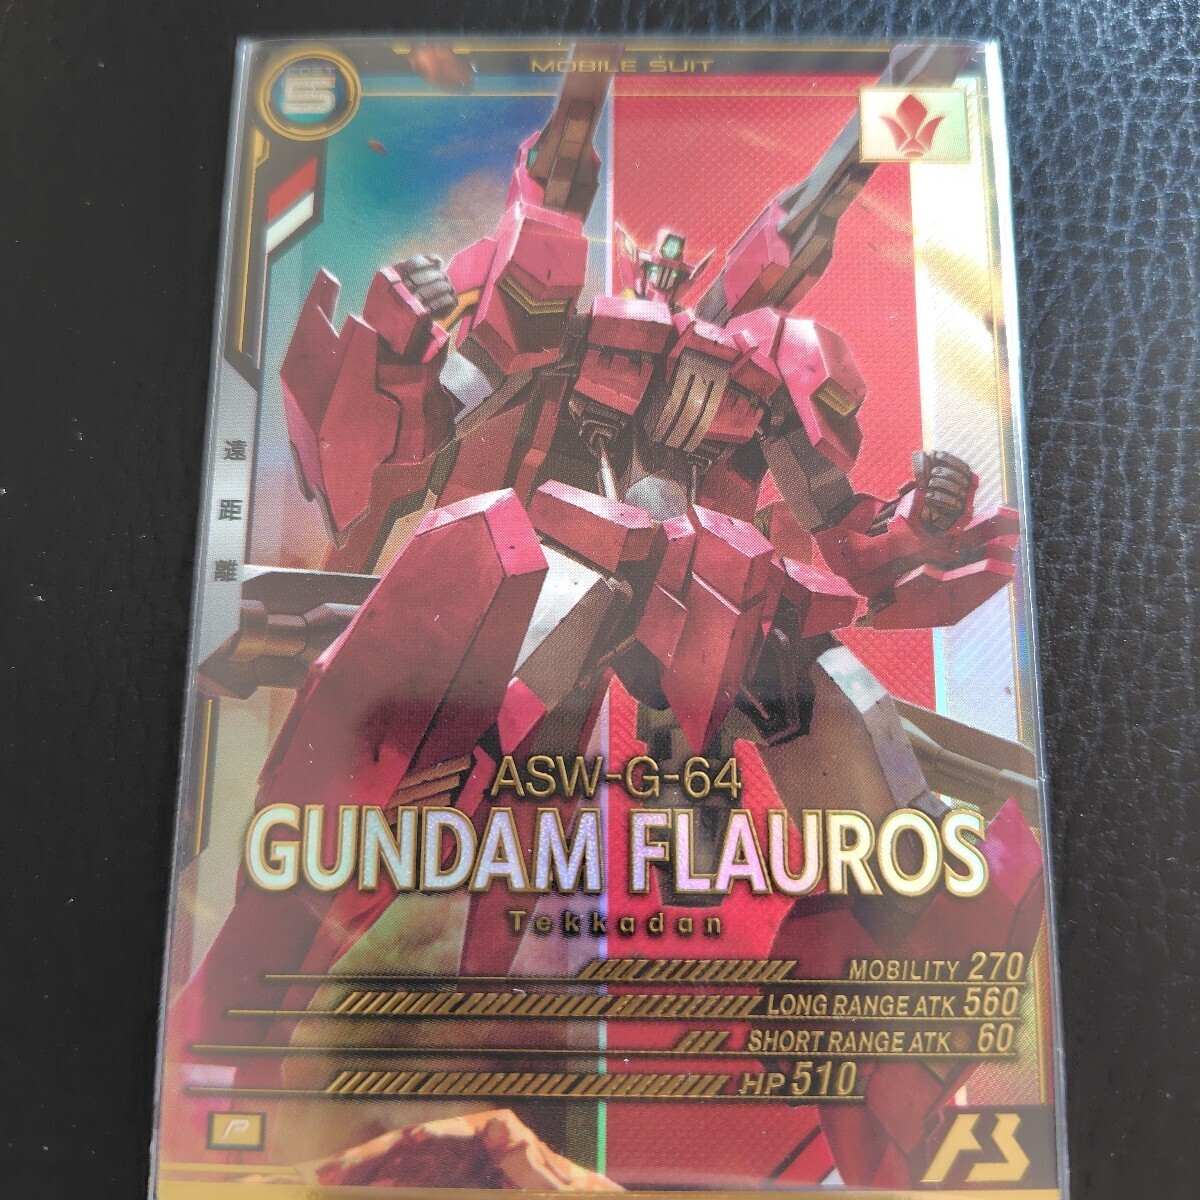 MOBILE SUIT
COST
5
遠距離
ASW-G-64
GUNDAM FLAUROS
Tekkadan
MOBILITY 270
LONG RANGE ATK 560
SHORT RANGE ATK 60
HP 510
P
AB